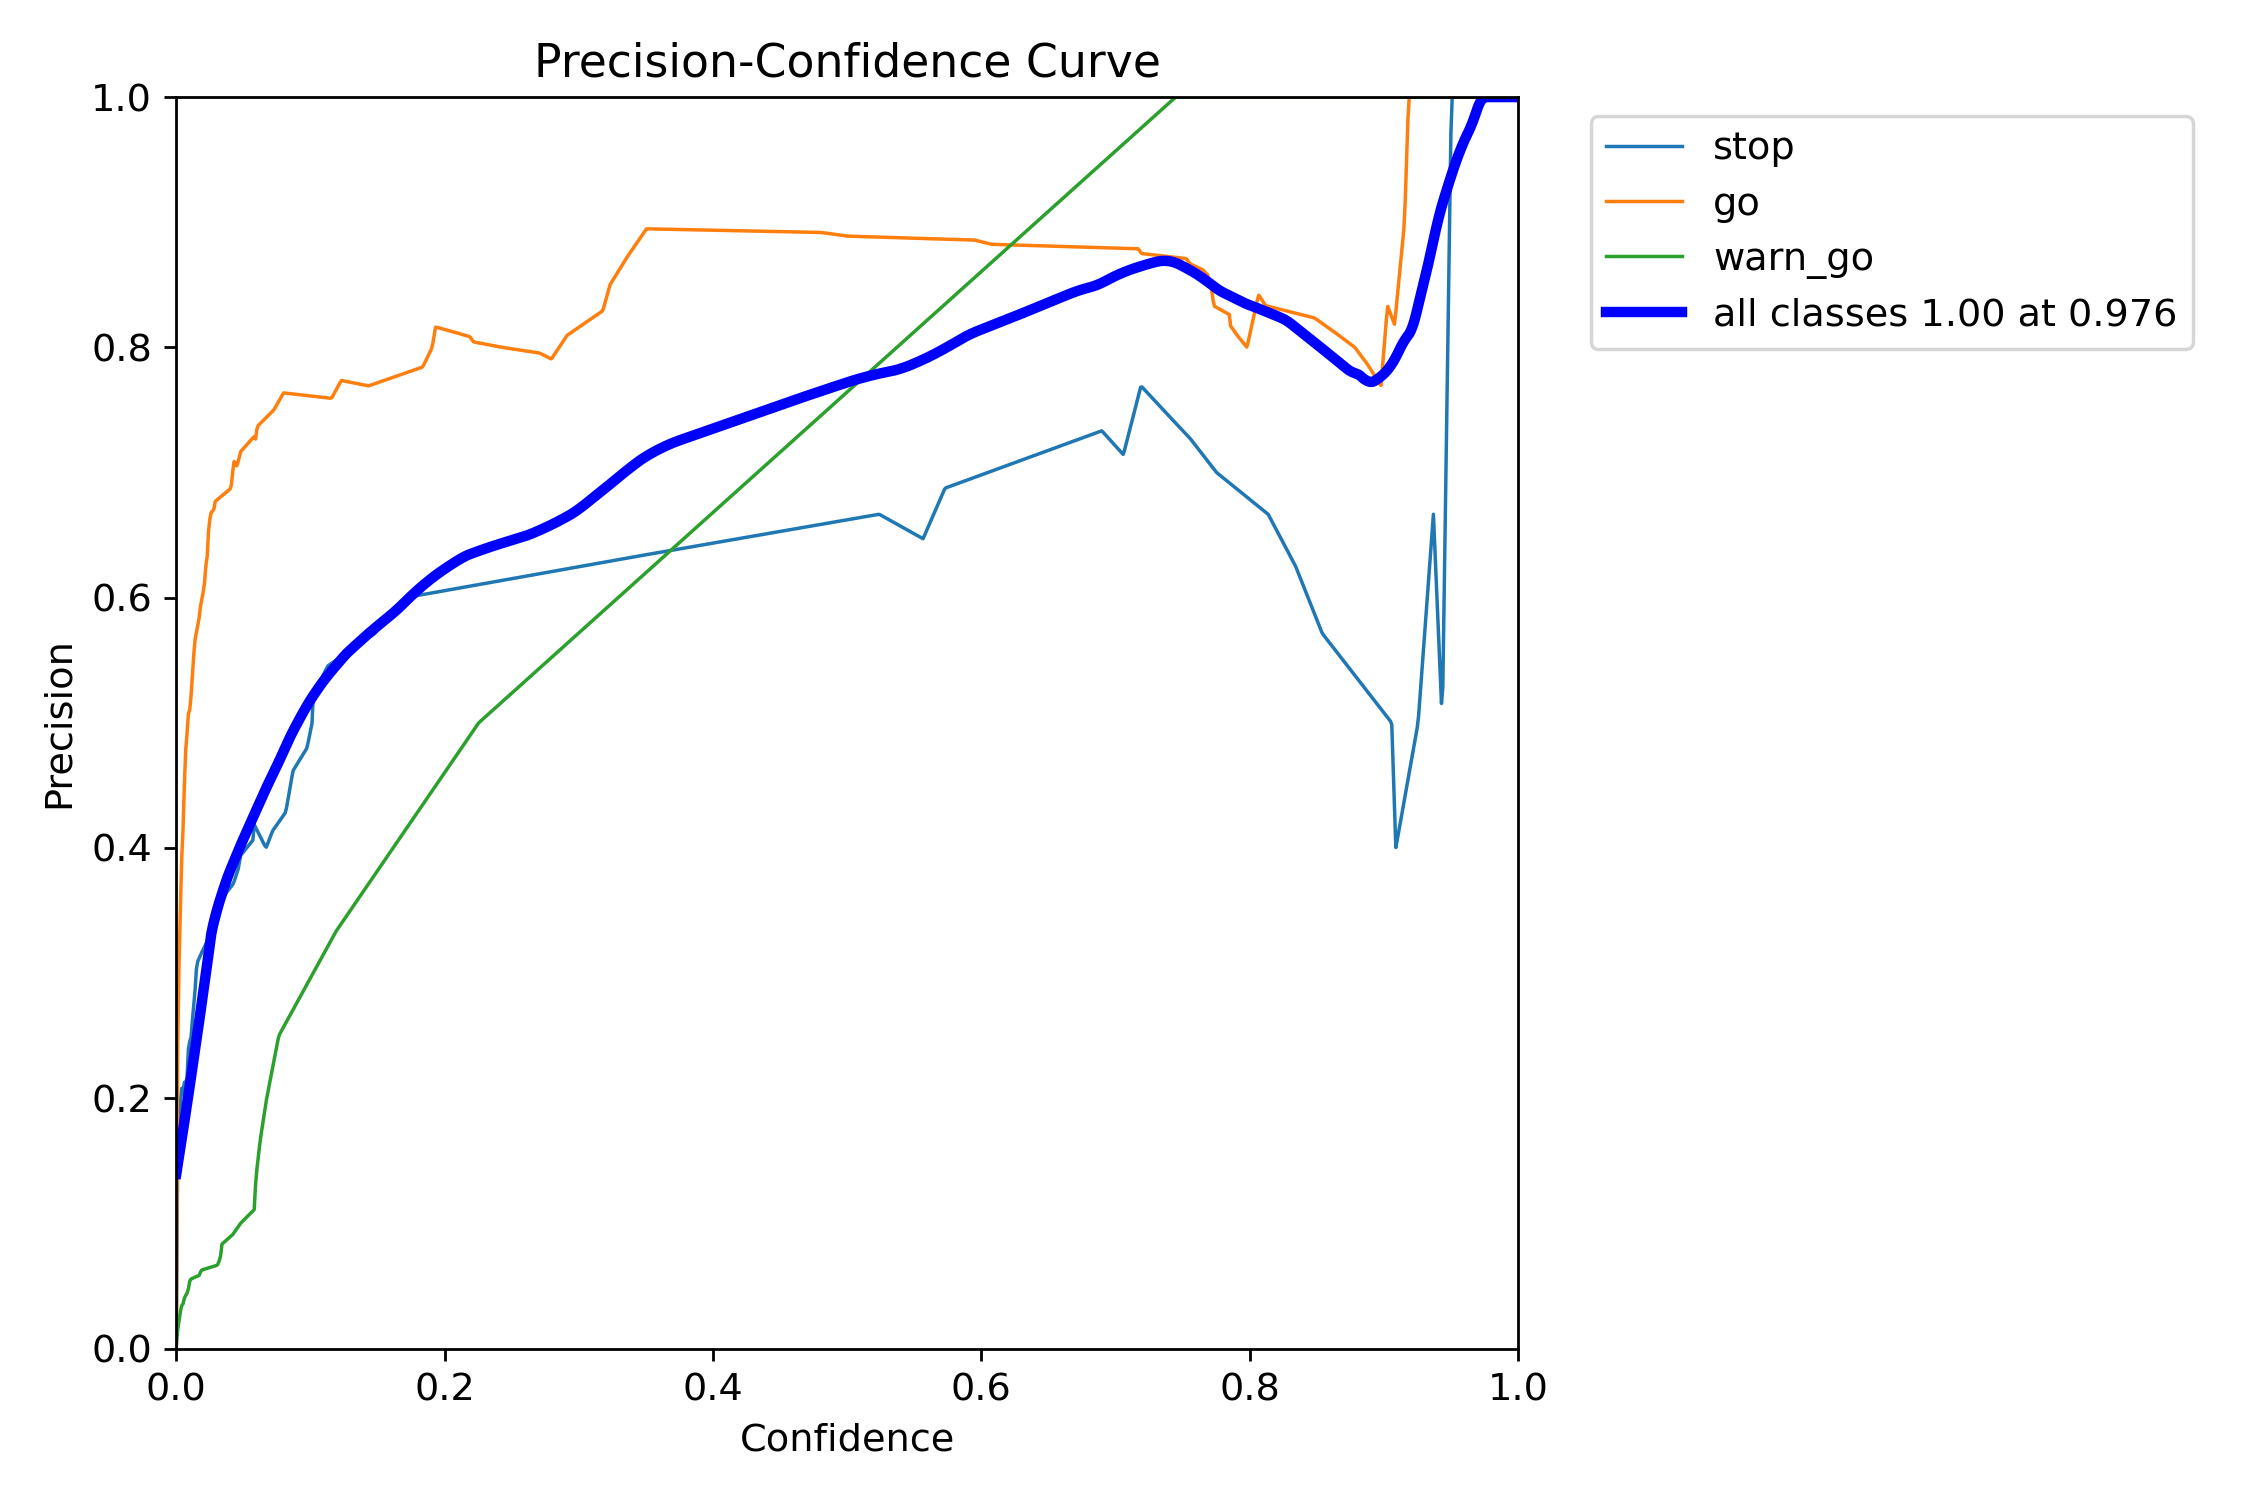 Precision-Confidence Curve
1.0
0.8
0.6
0.4
0.2
0.0
Precision
0.0 0.2 0.4 0.6 0.8 1.0
Confidence
stop
go
warn_go
all classes 1.00 at 0.976